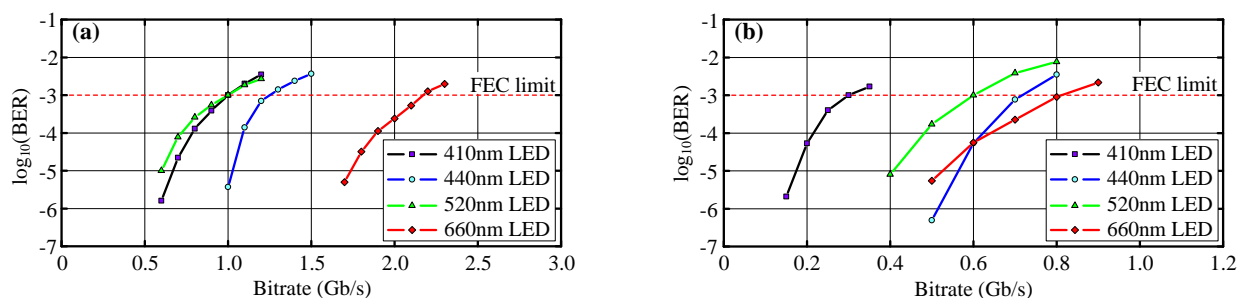 (a)
-1
-2
-3
-4
-5
-6
-7
log10(BER)
FEC limit
410nm LED
440nm LED
520nm LED
660nm LED
0
0.5
1.0
1.5
2.0
2.5
3.0
Bitrate (Gb/s)
(b)
-1
-2
-3
-4
-5
-6
-7
log10(BER)
FEC limit
410nm LED
440nm LED
520nm LED
660nm LED
0
0.2
0.4
0.6
0.8
1.0
1.2
Bitrate (Gb/s)